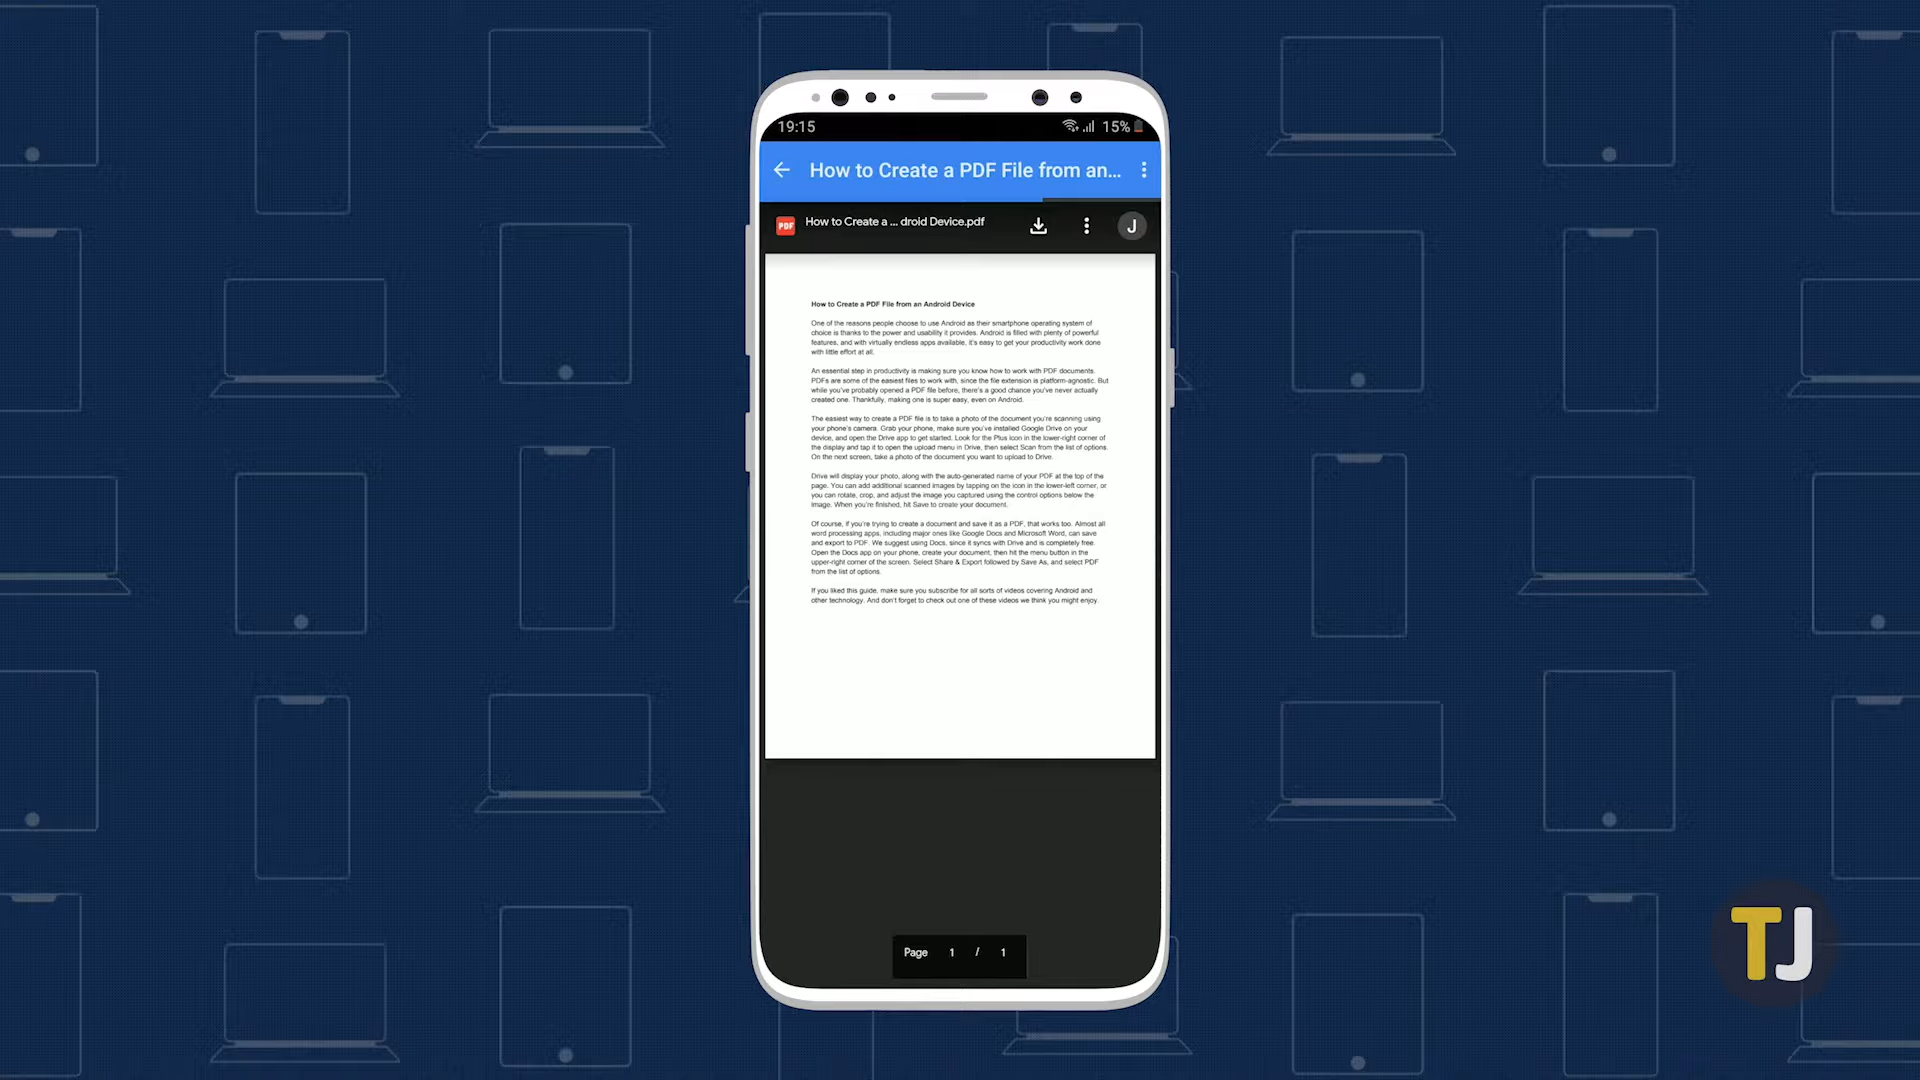 19:15
15%
How to Create a PDF File from an...
PDF
How to Create a ... droid Device.pdf
J
How to Create a PDF File from an Android Device
One of the reasons people choose to use Android as their smartphone operating system of
choice is thanks to the power and usability it provides. Android is filled with plenty of powerful
features, and with virtually endless apps available, it's easy to get your productivity work done
with little effort at all.
An essential step in productivity is making sure you know how to work with PDF documents.
PDFs are some of the easiest files to work with, since the file extension is platform-agnostic. But
while you've probably opened a PDF file before, there's a good chance you've never actually
created one. Thankfully, making one is super easy, even on Android.
The easiest way to create a PDF file is to take a photo of the document you're scanning using
your phone's camera. Grab your phone, make sure you've installed Google Drive on your
device, and open the Drive app to get started. Look for the Plus icon in the lower-right corner of
the display and tap it to open the upload menu in Drive, then select Scan from the list of options.
On the next screen, take a photo of the document you want to upload to Drive.
Drive will display your photo, along with the auto-generated name of your PDF at the top of the
page. You can add additional scanned images by tapping on the icon in the lower-left corner, or
you can rotate, crop, and adjust the image you captured using the control options below the
image. When you're finished, hit Save to create your document.
Of course, if you're trying to create a document and save it as a PDF, that works too. Almost all
word processing apps, including major ones like Google Docs and Microsoft Word, can save
and export to PDF. We suggest using Docs, since it syncs with Drive and is completely free.
Open the Docs app on your phone, create your document, then hit the menu button in the
upper-right corner of the screen. Select Share & Export followed by Save As, and select PDF
from the list of options.
If you liked this guide, make sure you subscribe for all sorts of videos covering Android and
other technology. And don't forget to check out one of these videos we think you might enjoy.
Page 1 / 1
TJ